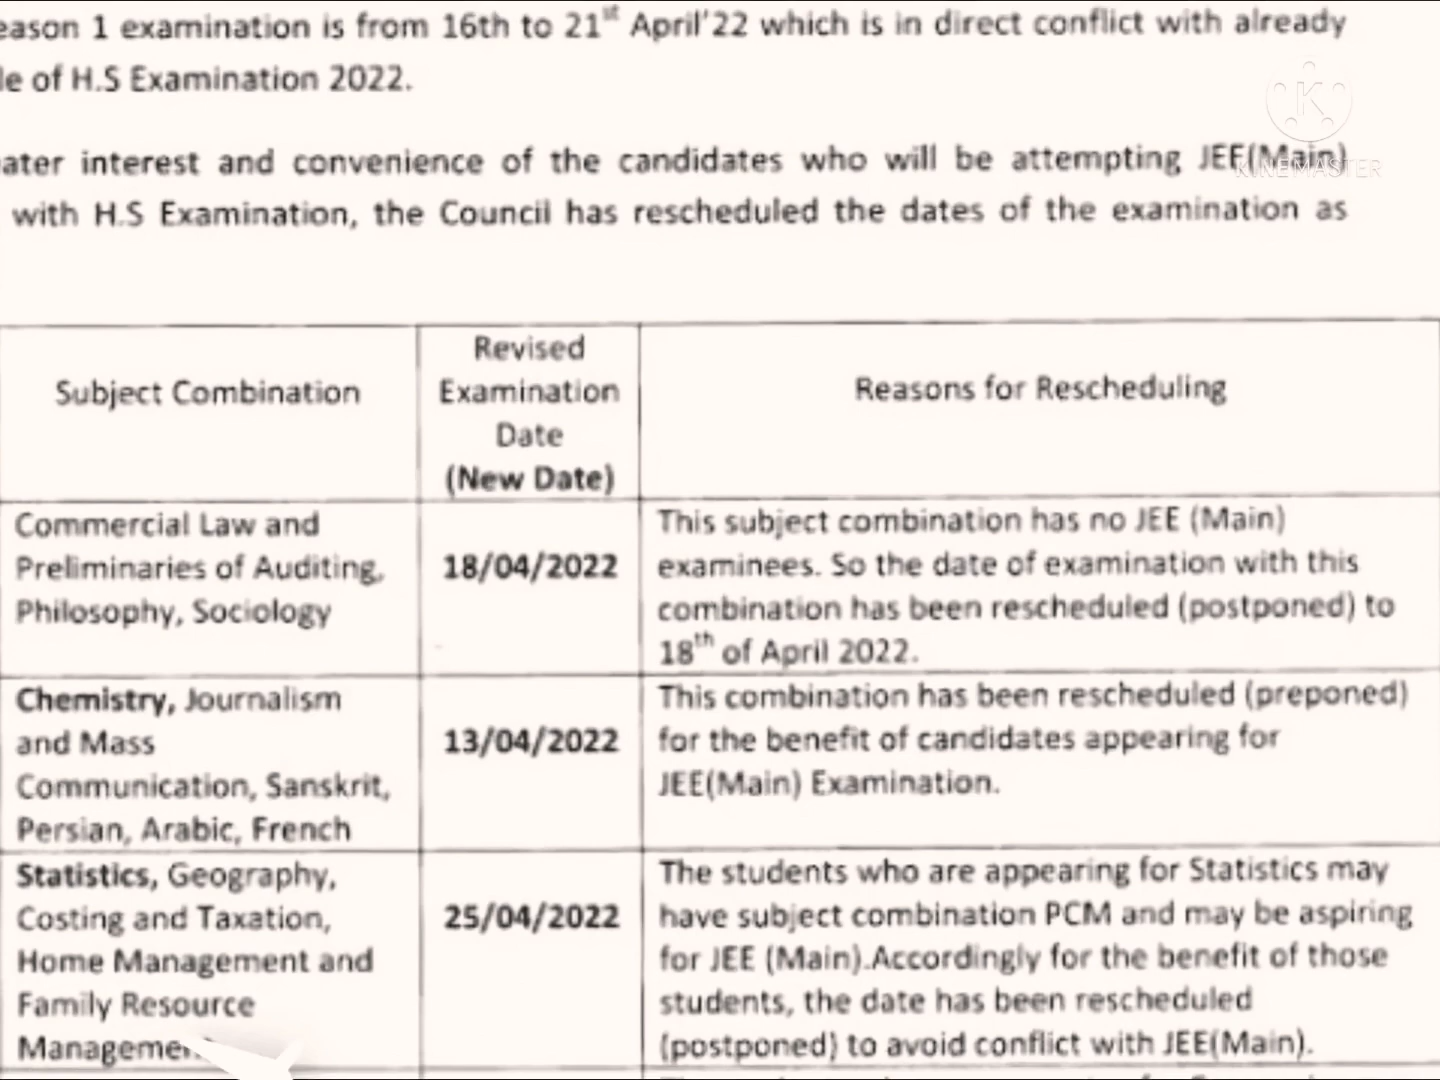 eason 1 examination is from 16th to 21st April'22 which is in direct conflict with already
le of H.S Examination 2022.
ater interest and convenience of the candidates who will be attempting JEE(Main)
with H.S Examination, the Council has rescheduled the dates of the examination as
KINEMASTER
Subject Combination
Revised
Examination
Date
(New Date)
Reasons for Rescheduling
Commercial Law and
Preliminaries of Auditing,
Philosophy, Sociology
18/04/2022
This subject combination has no JEE (Main)
examinees. So the date of examination with this
combination has been rescheduled (postponed) to
18th of April 2022.
Chemistry, Journalism
and Mass
Communication, Sanskrit,
Persian, Arabic, French
13/04/2022
This combination has been rescheduled (preponed)
for the benefit of candidates appearing for
JEE(Main) Examination.
Statistics, Geography,
Costing and Taxation,
Home Management and
Family Resource
Managemen
25/04/2022
The students who are appearing for Statistics may
have subject combination PCM and may be aspiring
for JEE (Main).Accordingly for the benefit of those
students, the date has been rescheduled
(postponed) to avoid conflict with JEE(Main).